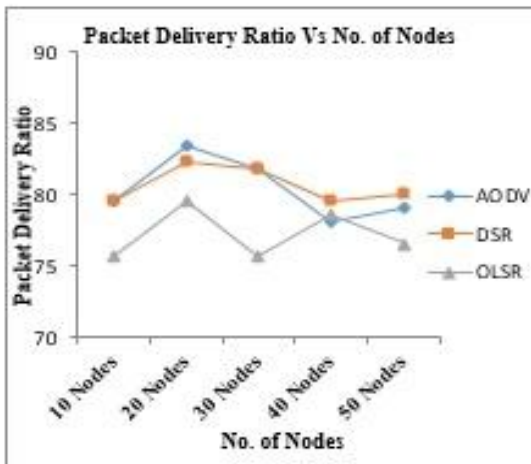 Packet Delivery Ratio Vs No. of Nodes
Packet Delivery Ratio
90
85
80
75
70
10 Nodes
20 Nodes
30 Nodes
40 Nodes
50 Nodes
No. of Nodes
AODV
DSR
OLSR